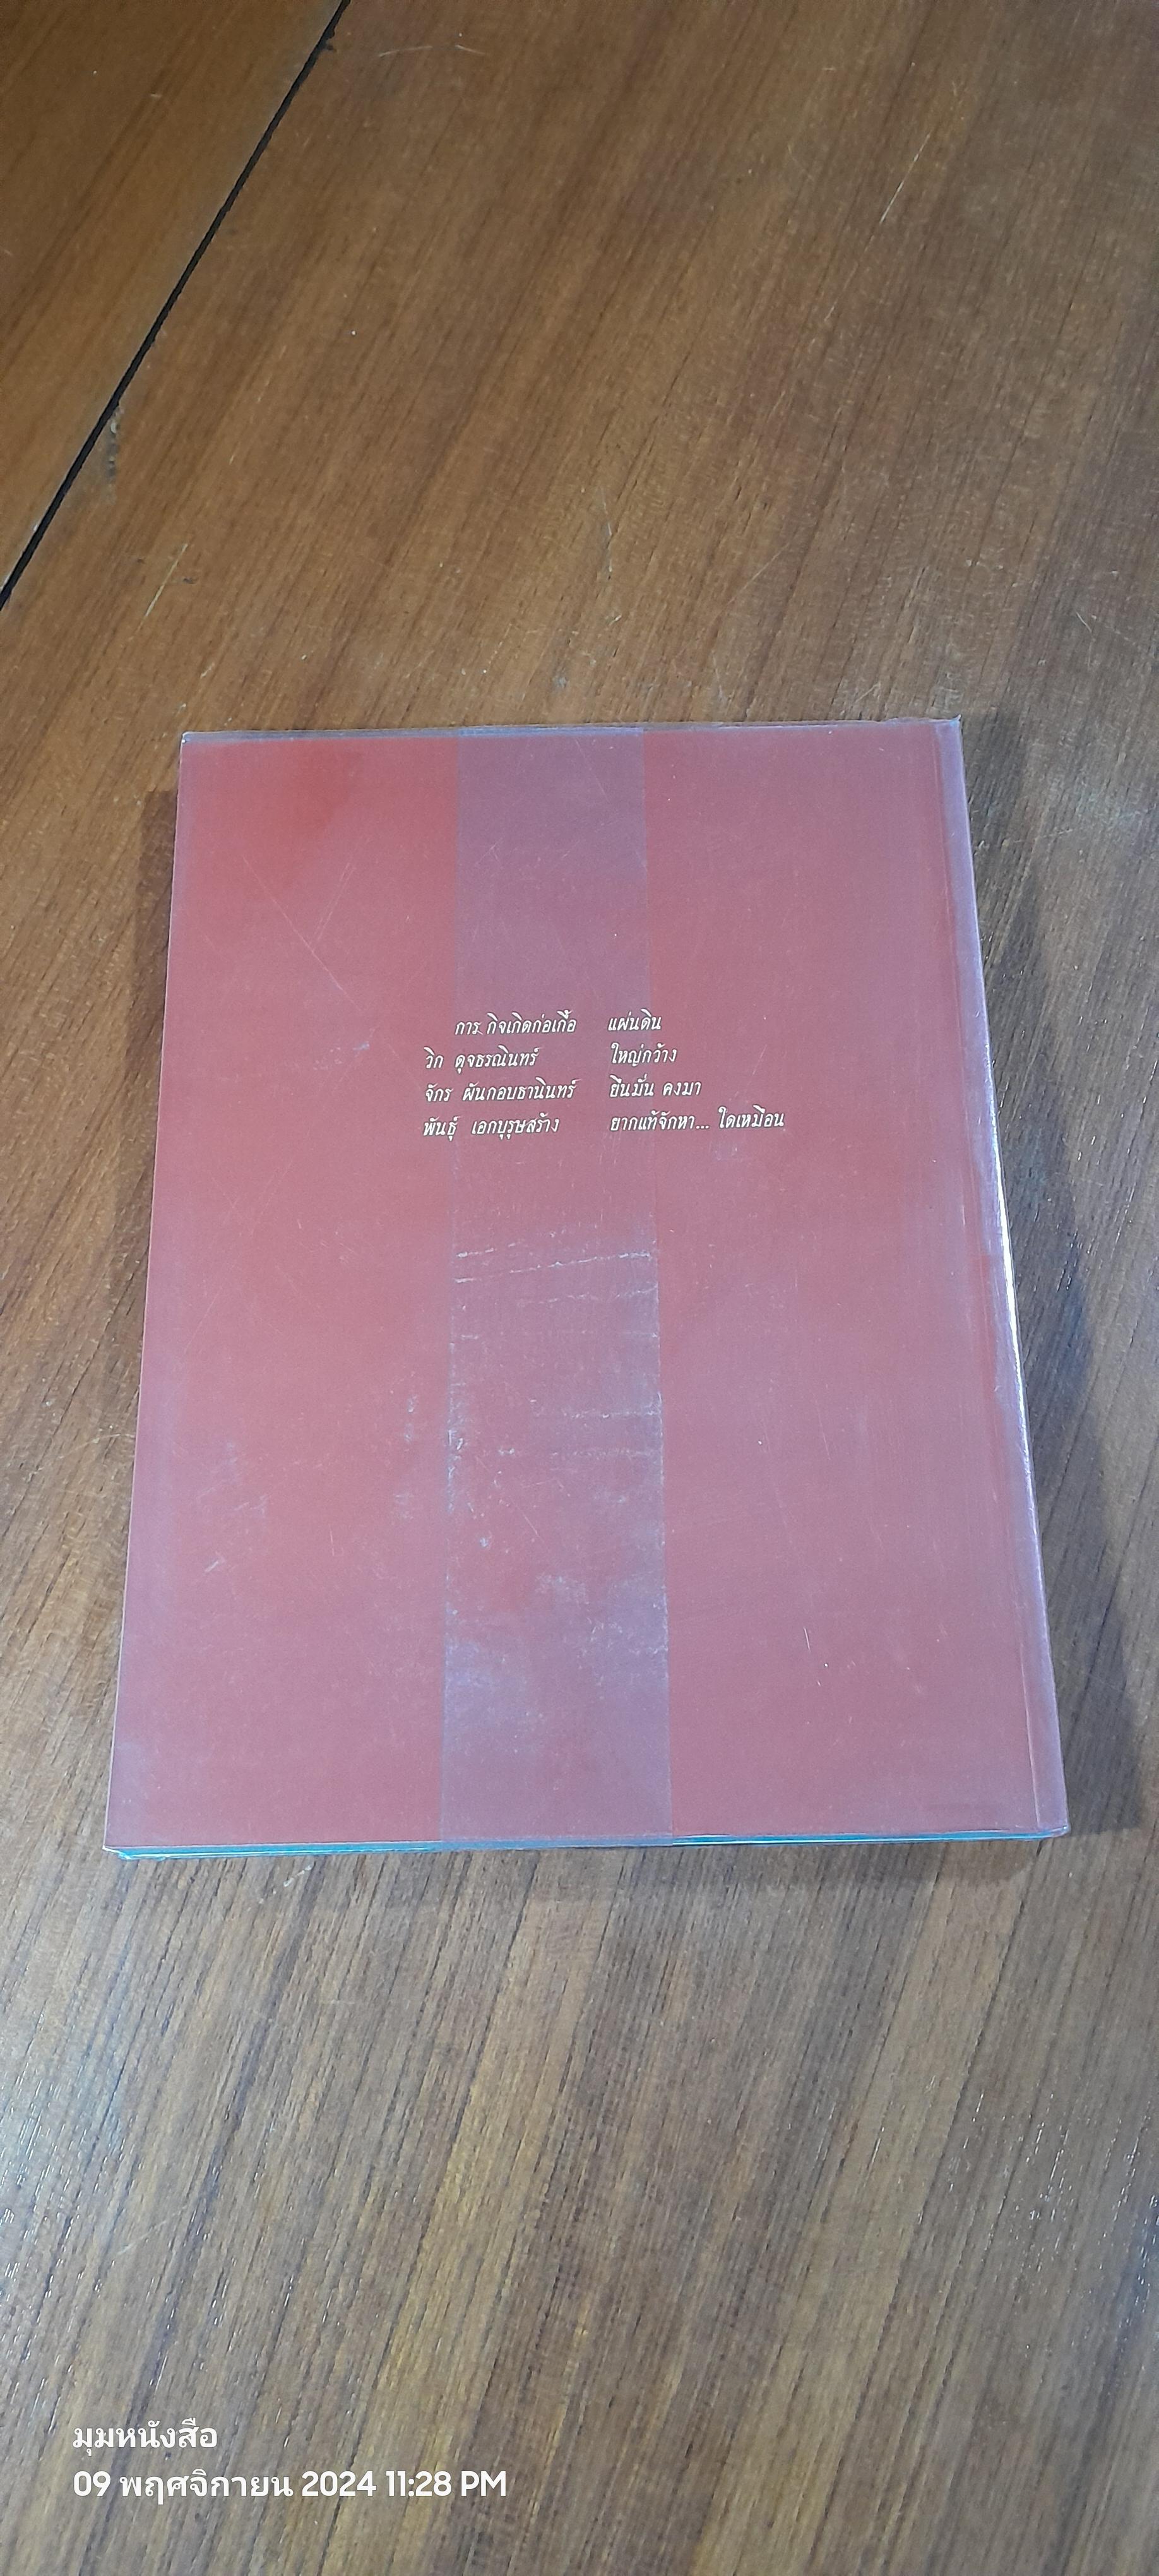 การ กิจเกิดก่อเกื้อ แผ่นดิน
วิก ดุจธรณินทร์ ใหญ่กว้าง
จักร ผันกอบธานินทร์ ยืนมั่น คงมา
พันธุ์ เอกบุรุษสร้าง ยากแท้จักหา... ใดเหมือน
มุมหนังสือ
09 พฤศจิกายน 2024 11:28 PM